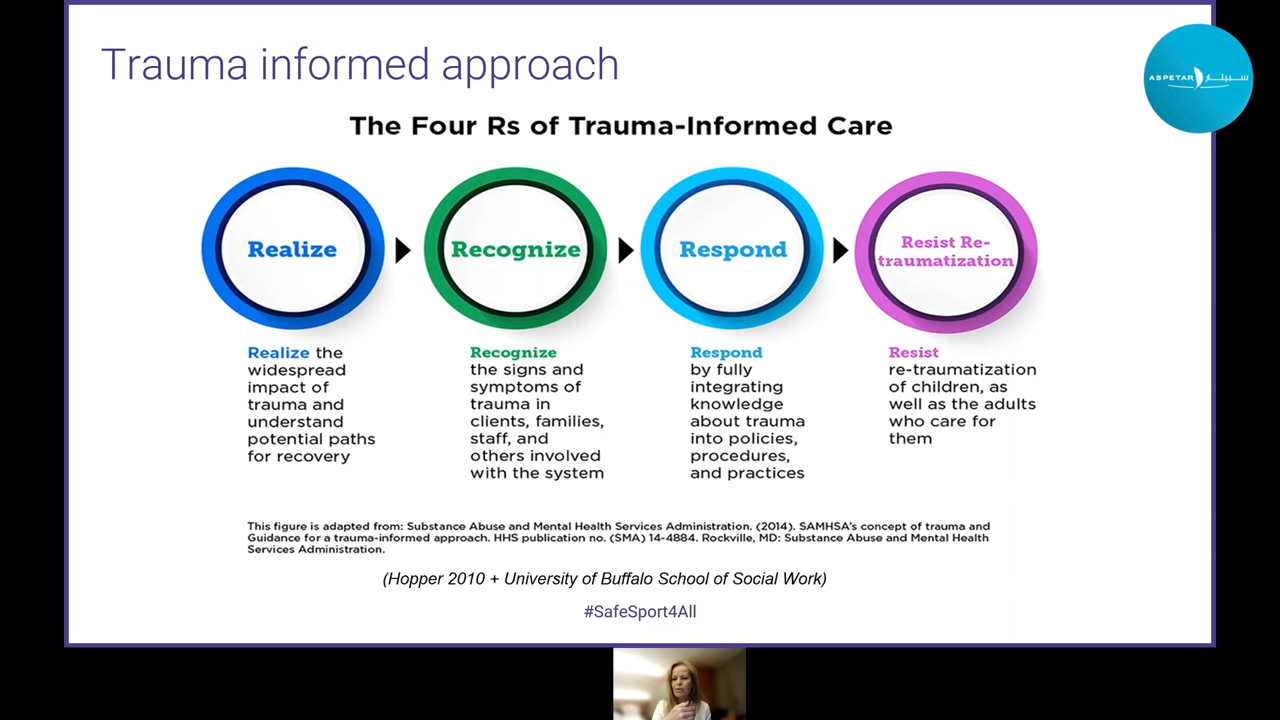 Trauma informed approach
ASPETAR سبيتار
The Four Rs of Trauma-Informed Care
Realize
Recognize
Respond
Resist Re-
traumatization
Realize the
widespread
impact of
trauma and
understand
potential paths
for recovery
Recognize
the signs and
symptoms of
trauma in
clients, families,
staff, and
others involved
with the system
Respond
by fully
integrating
knowledge
about trauma
into policies,
procedures,
and practices
Resist
re-traumatization
of children, as
well as the adults
who care for
them
This figure is adapted from: Substance Abuse and Mental Health Services Administration. (2014). SAMHSA's concept of trauma and
Guidance for a trauma-informed approach. HHS publication no. (SMA) 14-4884. Rockville, MD: Substance Abuse and Mental Health
Services Administration.
(Hopper 2010 + University of Buffalo School of Social Work)
#SafeSport4All